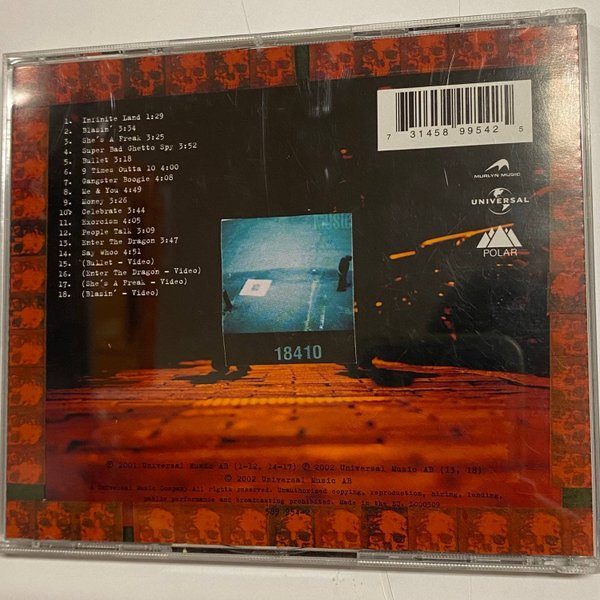 1. Infinite Land 1:29
2. Blazin' 3:34
3. She's A Freak 3:25
4. Super Bad Ghetto Spy 3:52
5. Bullet 3:18
6. 9 Times Outta 10 4:00
7. Gangster Boogie 4:08
8. Me & You 4:49
9. Money 3:26
10. Celebrate 3:44
11. Exorcism 4:05
12. People Talk 3:09
13. Enter The Dragon 3:47
14. Say Whoo 4:51
15. (Bullet - Video)
16. (Enter The Dragon - Video)
17. (She's A Freak - Video)
18. (Blazin' - Video)
7 31458 99542 5
MURLYN MUSIC
UNIVERSAL
POLAR
MUSIC
18410
℗ 2001 Universal Music AB (1-12, 14-17) ℗ 2002 Universal Music AB (13, 18)
© 2002 Universal Music AB
A Universal Music Company.All rights reserved. Unauthorized copying, reproduction, hiring, lending,
public performance and broadcasting prohibited. Made in the EU. LC00309
589 954-2